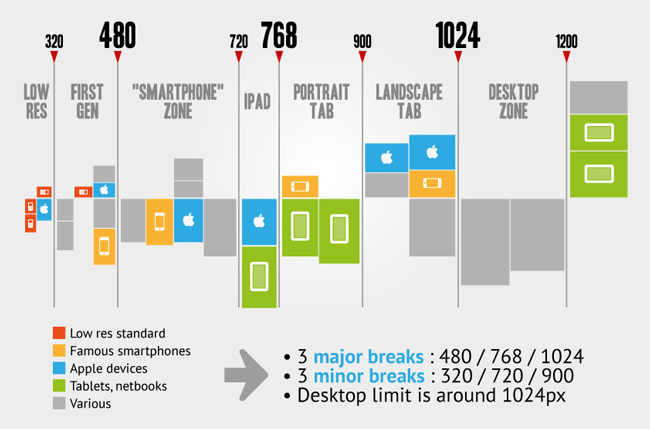 320
480
720
768
900
1024
1200
LOW
RES
FIRST
GEN
"SMARTPHONE"
ZONE
IPAD
PORTRAIT
TAB
LANDSCAPE
TAB
DESKTOP
ZONE
Low res standard
Famous smartphones
Apple devices
Tablets, netbooks
Various
• 3 major breaks : 480 / 768 / 1024
• 3 minor breaks : 320 / 720 / 900
• Desktop limit is around 1024px